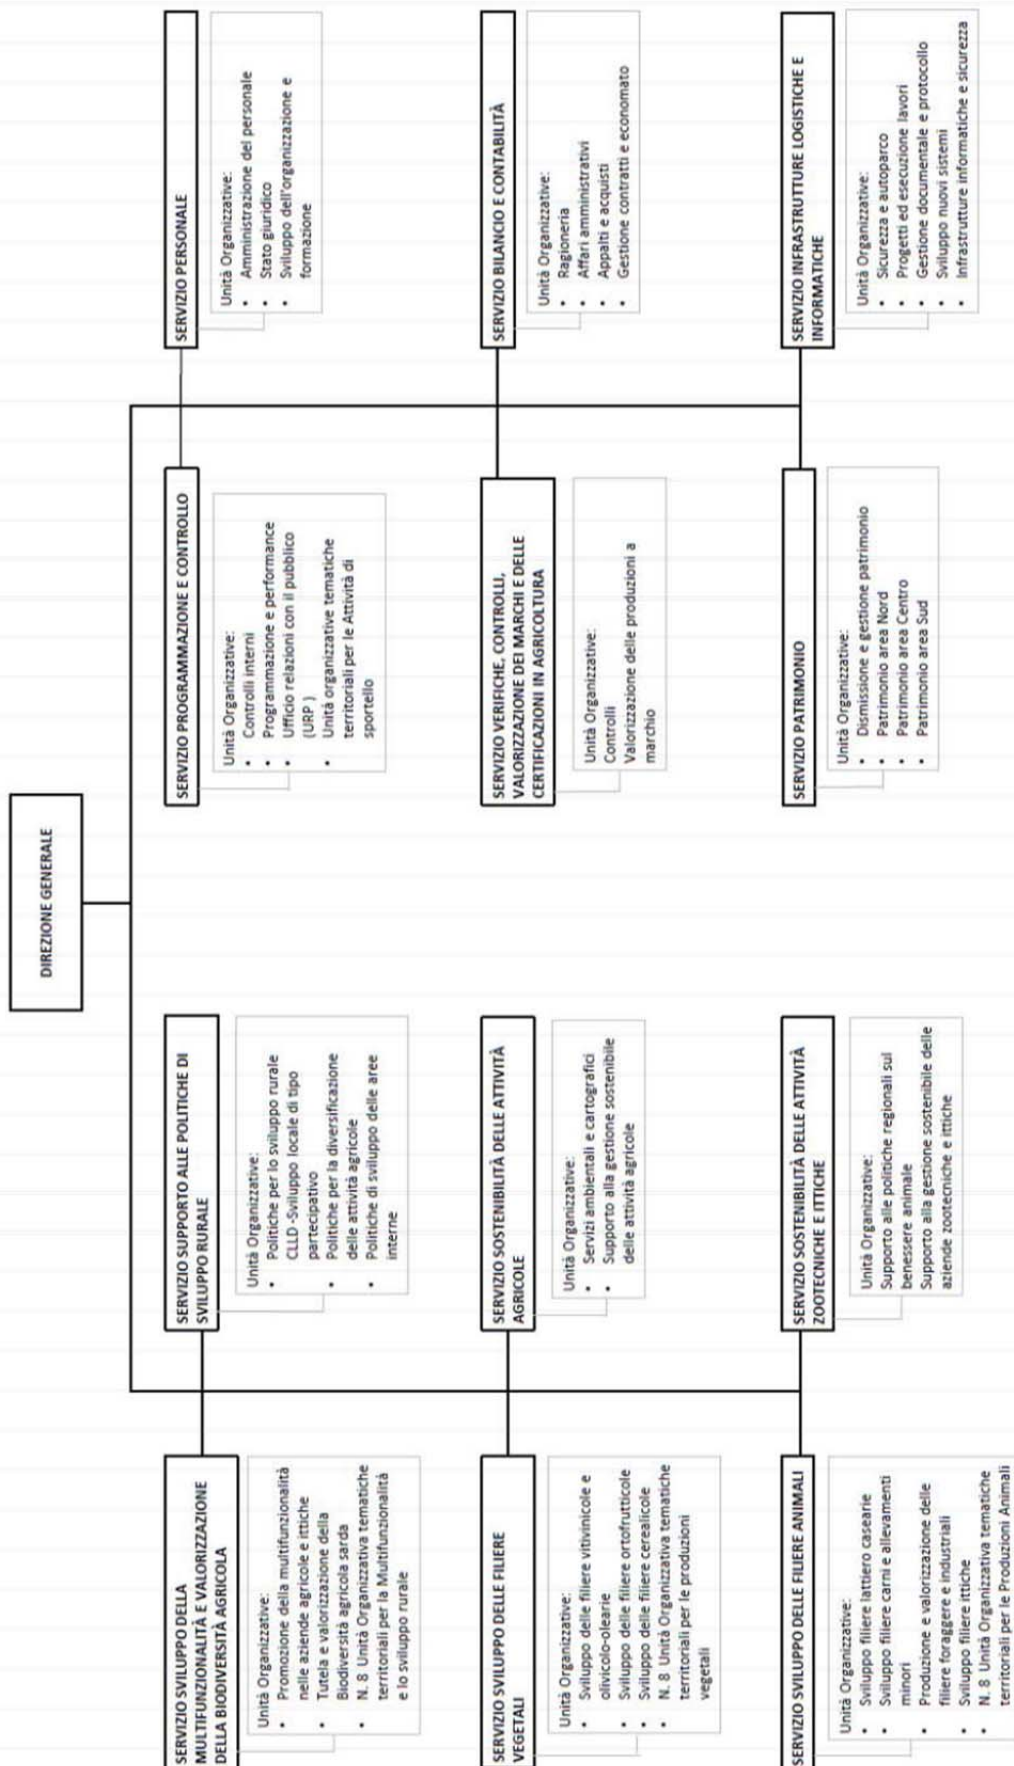 DIREZIONE GENERALE
SERVIZIO SVILUPPO DELLA
MULTIFUNZIONALITÀ E VALORIZZAZIONE
DELLA BIODIVERSITÀ AGRICOLA
Unità Organizzative:
• Promozione della multifunzionalità
nelle aziende agricole e ittiche
• Tutela e valorizzazione della
Biodiversità agricola sarda
• N. 8 Unità Organizzativa tematiche
territoriali per la Multifunzionalità
e lo sviluppo rurale
SERVIZIO SUPPORTO ALLE POLITICHE DI
SVILUPPO RURALE
Unità Organizzative:
• Politiche per lo sviluppo rurale
CLLD -Sviluppo locale di tipo
partecipativo
• Politiche per la diversificazione
delle attività agricole
• Politiche di sviluppo delle aree
interne
SERVIZIO PROGRAMMAZIONE E CONTROLLO
Unità Organizzative:
• Controlli interni
• Programmazione e performance
• Ufficio relazioni con il pubblico
(URP )
• Unità organizzative tematiche
territoriali per le Attività di
sportello
SERVIZIO PERSONALE
Unità Organizzative:
• Amministrazione del personale
• Stato giuridico
• Sviluppo dell'organizzazione e
formazione
SERVIZIO SVILUPPO DELLE FILIERE
VEGETALI
Unità Organizzative:
• Sviluppo delle filiere vitivinicole e
olivicolo-olearie
• Sviluppo delle filiere ortofrutticole
• Sviluppo delle filiere cerealicole
• N. 8 Unità Organizzativa tematiche
territoriali per le produzioni
vegetali
SERVIZIO SOSTENIBILITÀ DELLE ATTIVITÀ
AGRICOLE
Unità Organizzative:
• Servizi ambientali e cartografici
• Supporto alla gestione sostenibile
delle attività agricole
SERVIZIO VERIFICHE, CONTROLLI,
VALORIZZAZIONE DEI MARCHI E DELLE
CERTIFICAZIONI IN AGRICOLTURA
Unità Organizzative:
Controlli
Valorizzazione delle produzioni a
marchio
SERVIZIO BILANCIO E CONTABILITÀ
Unità Organizzative:
• Ragioneria
• Affari amministrativi
• Appalti e acquisti
• Gestione contratti e economato
SERVIZIO SVILUPPO DELLE FILIERE ANIMALI
Unità Organizzative:
• Sviluppo filiere lattiero casearie
• Sviluppo filiere carni e allevamenti
minori
• Produzione e valorizzazione delle
filiere foraggere e industriali
• Sviluppo filiere ittiche
• N. 8 Unità Organizzativa tematiche
territoriali per le Produzioni Animali
SERVIZIO SOSTENIBILITÀ DELLE ATTIVITÀ
ZOOTECNICHE E ITTICHE
Unità Organizzative:
Supporto alle politiche regionali sul
benessere animale
Supporto alla gestione sostenibile delle
aziende zootecniche e ittiche
SERVIZIO PATRIMONIO
Unità Organizzative:
• Dismissione e gestione patrimonio
• Patrimonio area Nord
• Patrimonio area Centro
• Patrimonio area Sud
SERVIZIO INFRASTRUTTURE LOGISTICHE E
INFORMATICHE
Unità Organizzative:
• Sicurezza e autoparco
• Progetti ed esecuzione lavori
• Gestione documentale e protocollo
• Sviluppo nuovi sistemi
• Infrastrutture informatiche e sicurezza